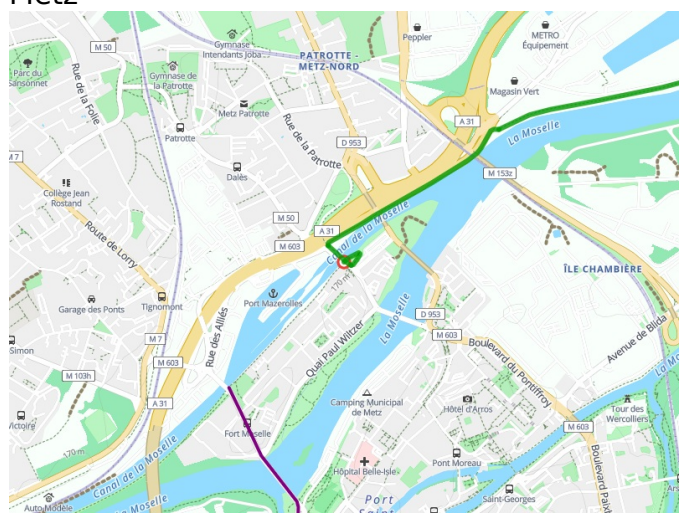 Metz
M 50
Gymnase
Intendants Joba
Peppler
METRO
Équipement
PATROTTE -
METZ-NORD
Parc du
Sansonnet
Rue de la Folie
Gymnase de
la Patrotte
Metz Patrotte
Magasin Vert
A 31
La Moselle
Patrotte
Rue de la Patrotte
D 953
M 7
Dalès
M 153z
Collège Jean
Rostand
M 50
A 31
Canal de la Moselle
Route de Lorry
M 603
170 m
ÎLE CHAMBIÈRE
Port Mazerolles
Garage des Ponts
Tignomont
Rue des Alliés
La Moselle
D 953
M 603
Avenue de Blida
Simon
M 7
Quai Paul Wiltzer
Boulevard du Pontiffroy
M 603
M 103h
A 31
Camping Municipal
de Metz
Hôtel d'Arros
Tour des
Wercolliers
Victoire
Fort Moselle
M 603
170 m
Pont Moreau
Hôpital Belle-Isle
Boulevard Paix
Canal de la Moselle
Auto Modèle
Port
Saint
Saint-Georges
Ar